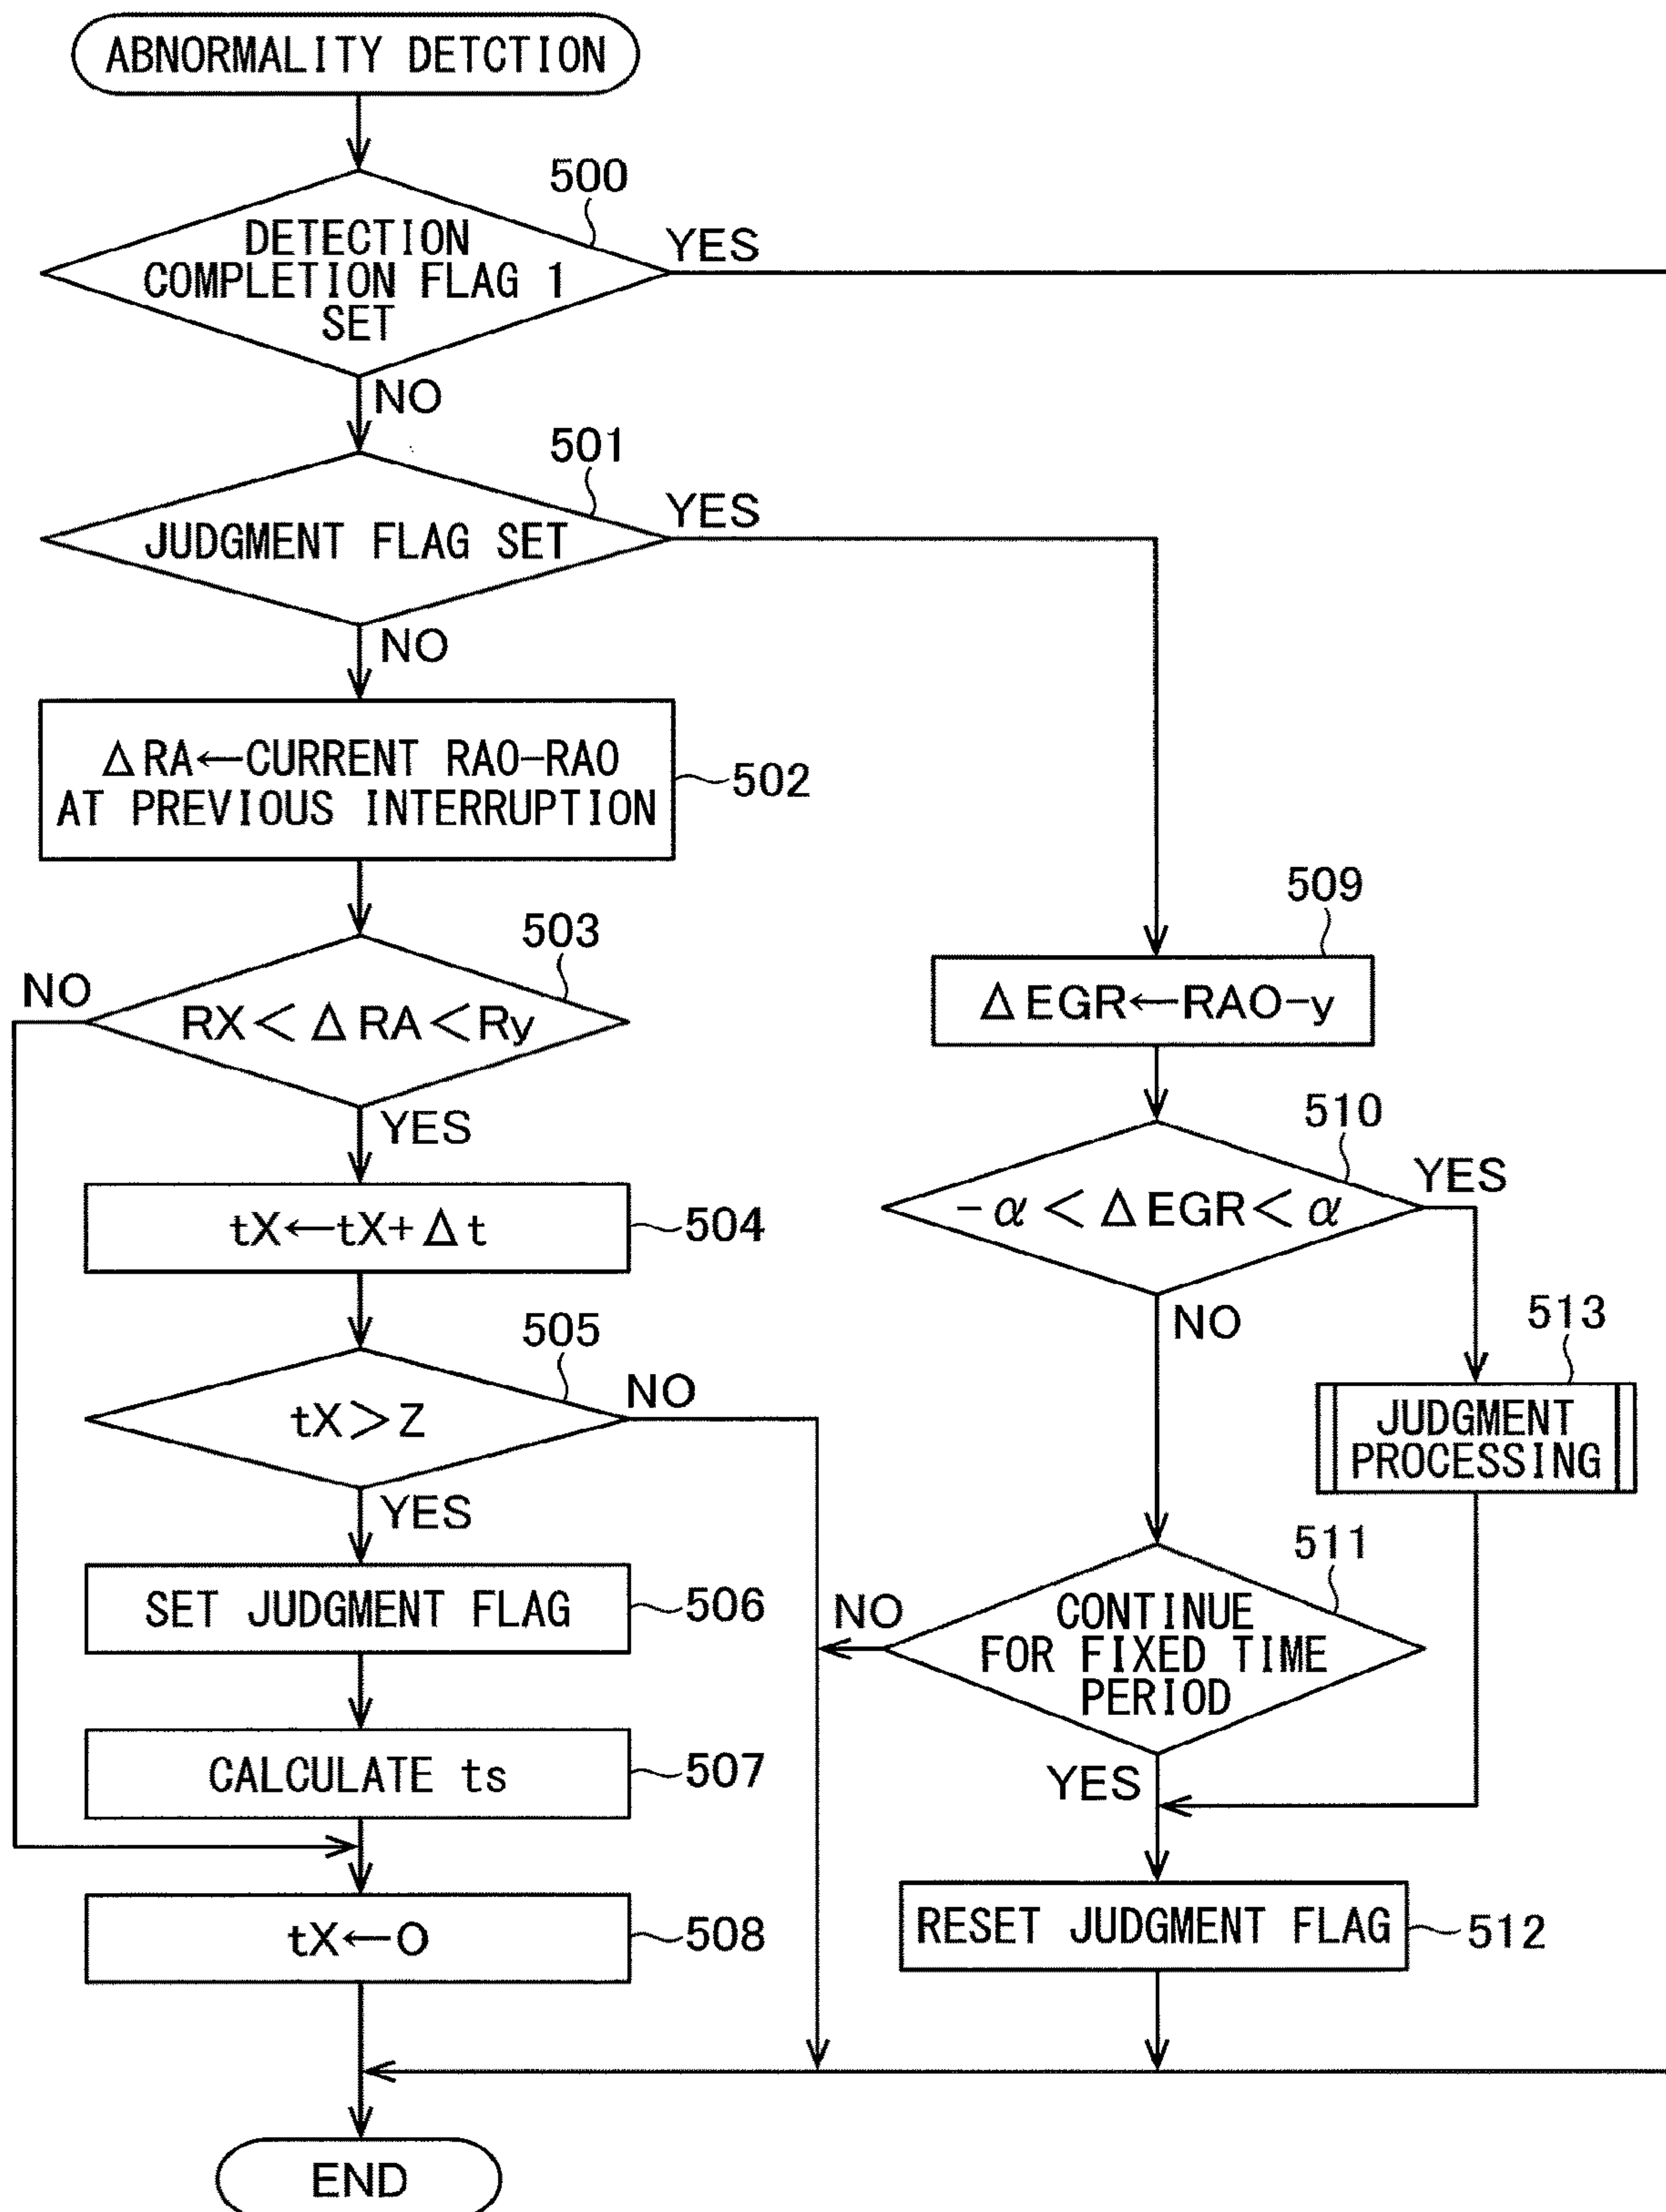 ABNORMALITY DETCTION
500
DETECTION
COMPLETION FLAG 1
SET
YES
NO
501
JUDGMENT FLAG SET
YES
NO
ΔRA←CURRENT RAO-RAO
AT PREVIOUS INTERRUPTION
502
503
NO
RX<ΔRA<Ry
YES
tX←tX+Δt
504
505
tX>Z
NO
YES
SET JUDGMENT FLAG
506
CALCULATE ts
507
tX←O
508
509
ΔEGR←RAO-y
510
-α<ΔEGR<α
YES
NO
513
JUDGMENT
PROCESSING
511
NO
CONTINUE
FOR FIXED TIME
PERIOD
YES
RESET JUDGMENT FLAG
512
END